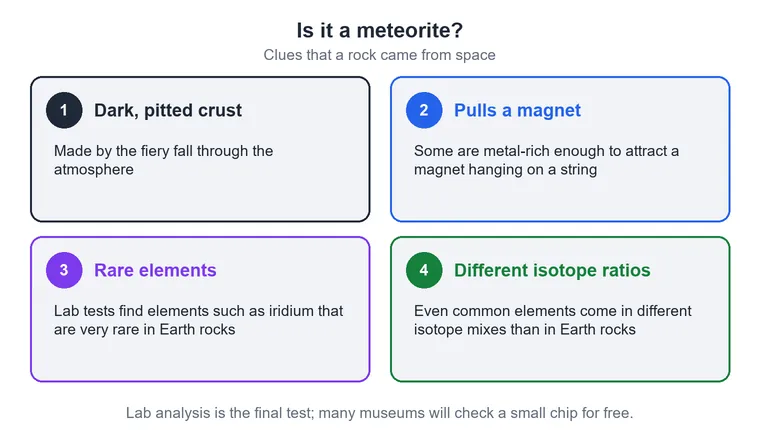 Is it a meteorite?
Clues that a rock came from space
1 Dark, pitted crust
Made by the fiery fall through the
atmosphere
2 Pulls a magnet
Some are metal-rich enough to attract a
magnet hanging on a string
3 Rare elements
Lab tests find elements such as iridium that
are very rare in Earth rocks
4 Different isotope ratios
Even common elements come in different
isotope mixes than in Earth rocks
Lab analysis is the final test; many museums will check a small chip for free.